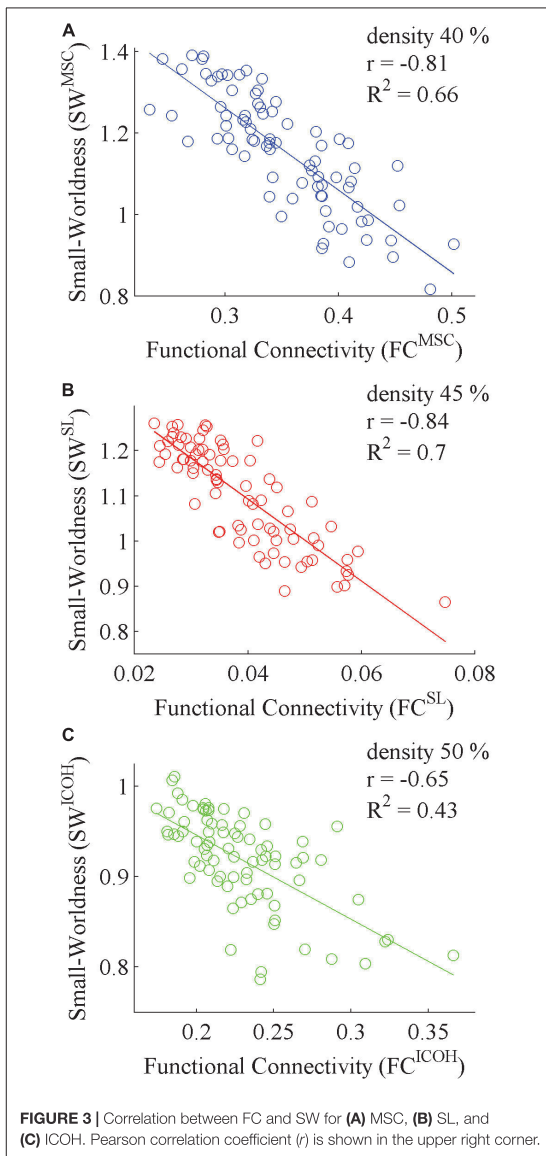 A
density 40 %
r = -0.81
R² = 0.66
1.4
1.2
1
0.8
Small-Worldness (SW^MSC)
0.3 0.4 0.5
Functional Connectivity (FC^MSC)
B
density 45 %
r = -0.84
R² = 0.7
1.2
1.1
1
0.9
0.8
Small-Worldness (SW^SL)
0.02 0.04 0.06 0.08
Functional Connectivity (FC^SL)
C
density 50 %
r = -0.65
R² = 0.43
1
0.9
0.8
Small-Worldness (SW^ICOH)
0.2 0.25 0.3 0.35
Functional Connectivity (FC^ICOH)
FIGURE 3 | Correlation between FC and SW for (A) MSC, (B) SL, and
(C) ICOH. Pearson correlation coefficient (r) is shown in the upper right corner.